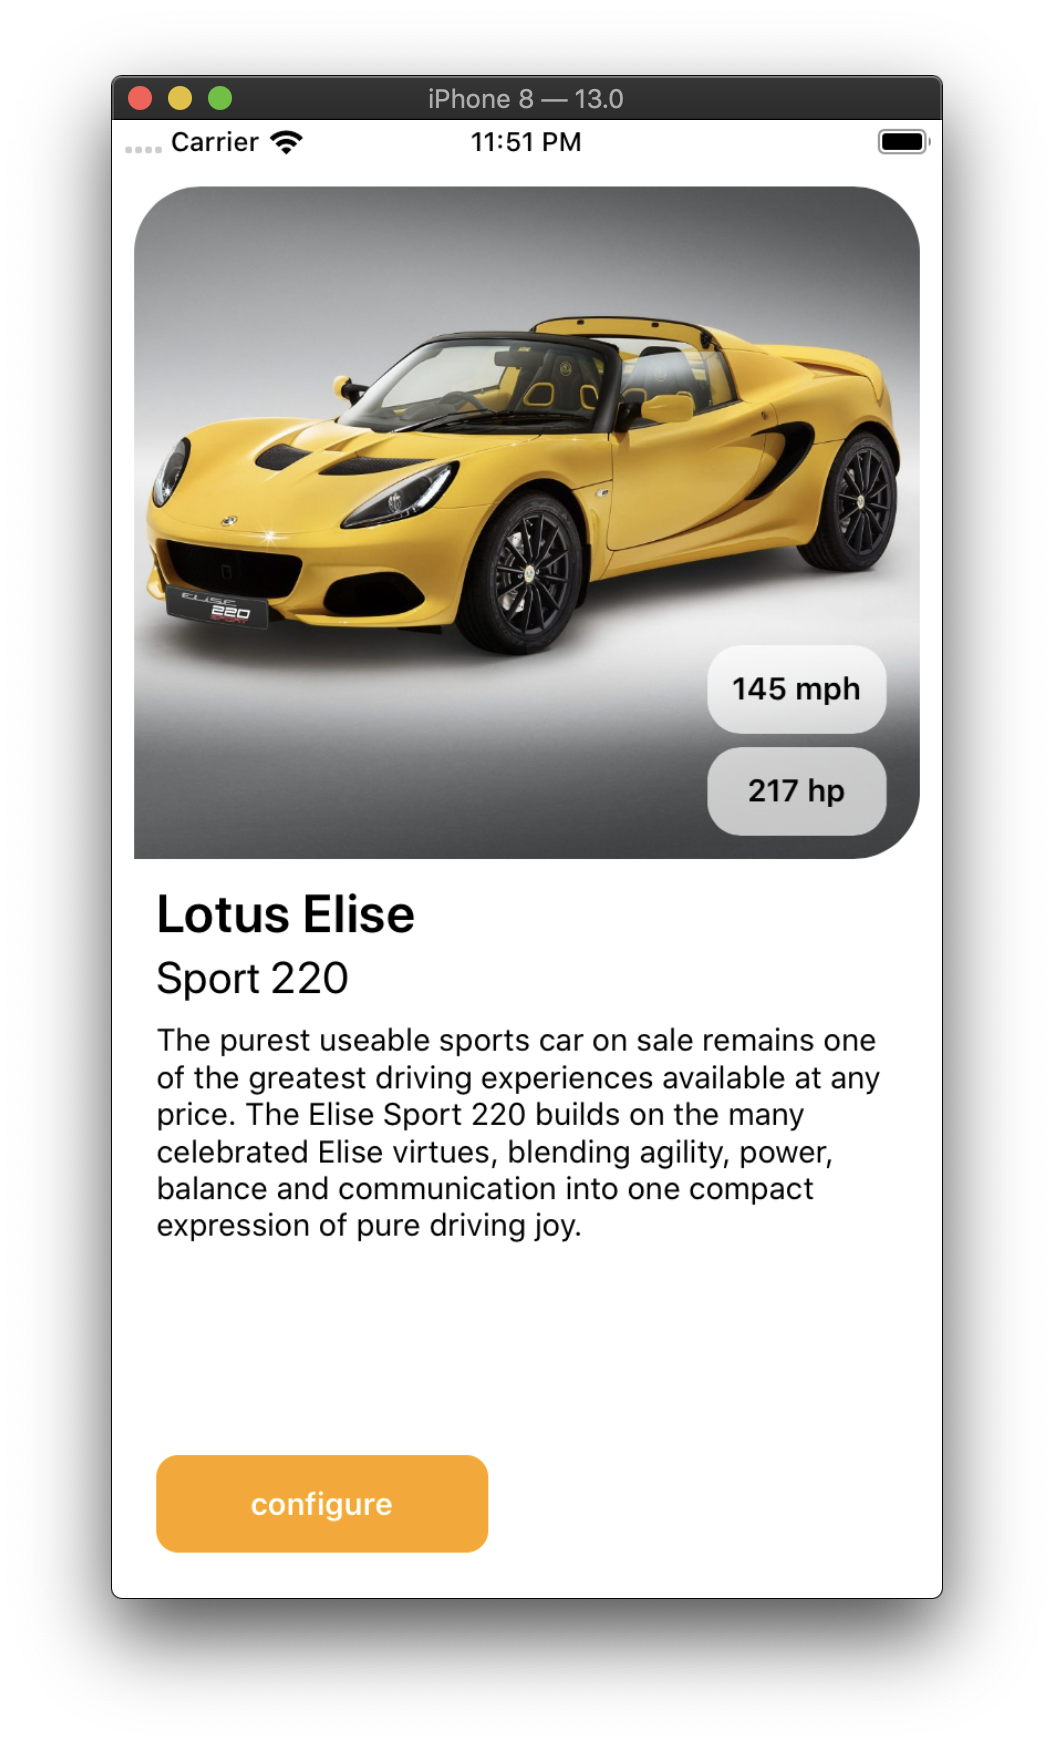 iPhone 8 — 13.0
Carrier 11:51 PM
ELISE
220
SPORT
145 mph
217 hp
Lotus Elise
Sport 220
The purest useable sports car on sale remains one
of the greatest driving experiences available at any
price. The Elise Sport 220 builds on the many
celebrated Elise virtues, blending agility, power,
balance and communication into one compact
expression of pure driving joy.
configure